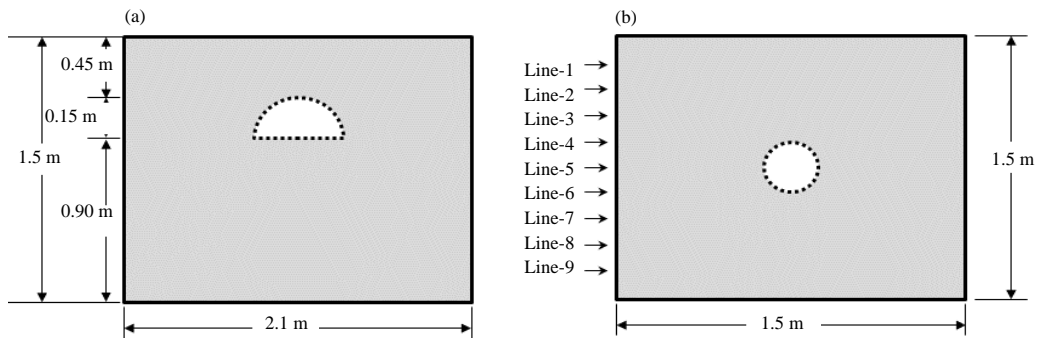 (a)
0.45 m
0.15 m
1.5 m
0.90 m
2.1 m
(b)
Line-1
Line-2
Line-3
Line-4
Line-5
Line-6
Line-7
Line-8
Line-9
1.5 m
1.5 m